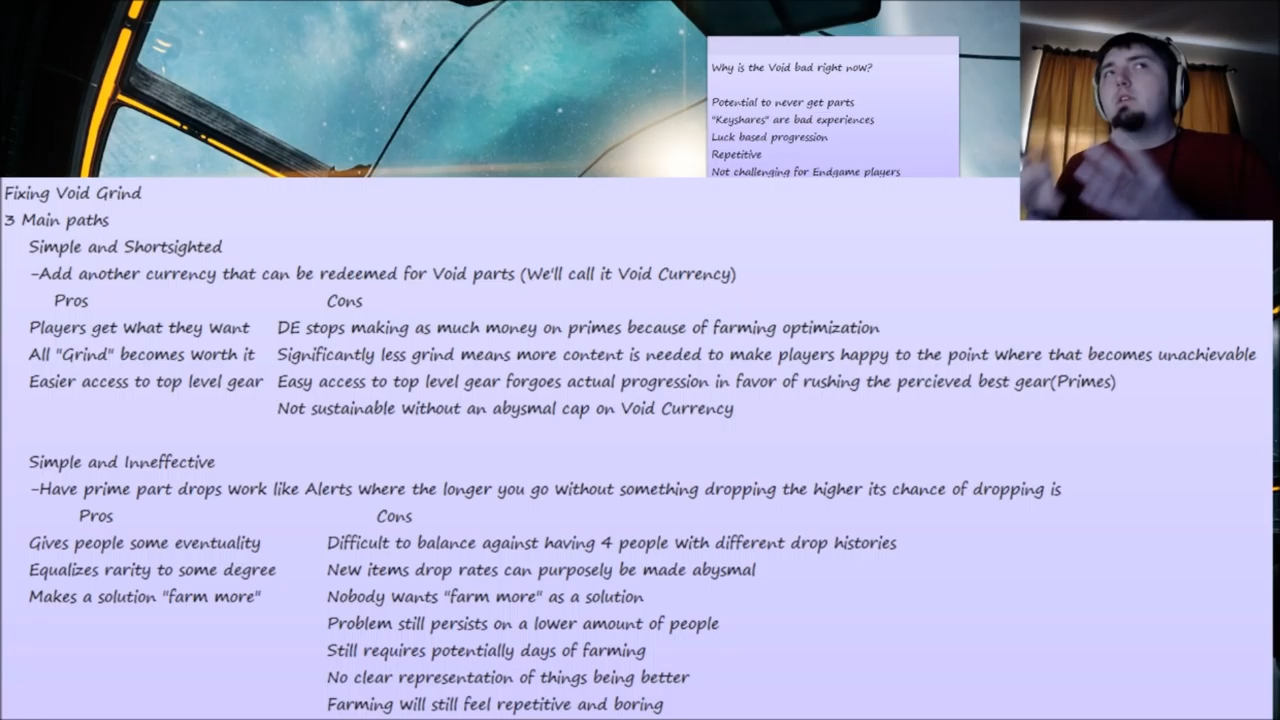 Why is the Void bad right now?
Potential to never get parts
"Keyshares" are bad experiences
Luck based progression
Repetitive
Not challenging for Endgame players
Fixing Void Grind
3 Main paths
Simple and Shortsighted
-Add another currency that can be redeemed for Void parts (We'll call it Void Currency)
Pros Cons
Players get what they want DE stops making as much money on primes because of farming optimization
All "Grind" becomes worth it Significantly less grind means more content is needed to make players happy to the point where that becomes unachievable
Easier access to top level gear Easy access to top level gear forgoes actual progression in favor of rushing the percieved best gear(Primes)
Not sustainable without an abysmal cap on Void Currency
Simple and Inneffective
-Have prime part drops work like Alerts where the longer you go without something dropping the higher its chance of dropping is
Pros Cons
Gives people some eventuality Difficult to balance against having 4 people with different drop histories
Equalizes rarity to some degree New items drop rates can purposely be made abysmal
Makes a solution "farm more" Nobody wants "farm more" as a solution
Problem still persists on a lower amount of people
Still requires potentially days of farming
No clear representation of things being better
Farming will still feel repetitive and boring